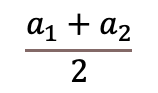 a₁ + a₂
2